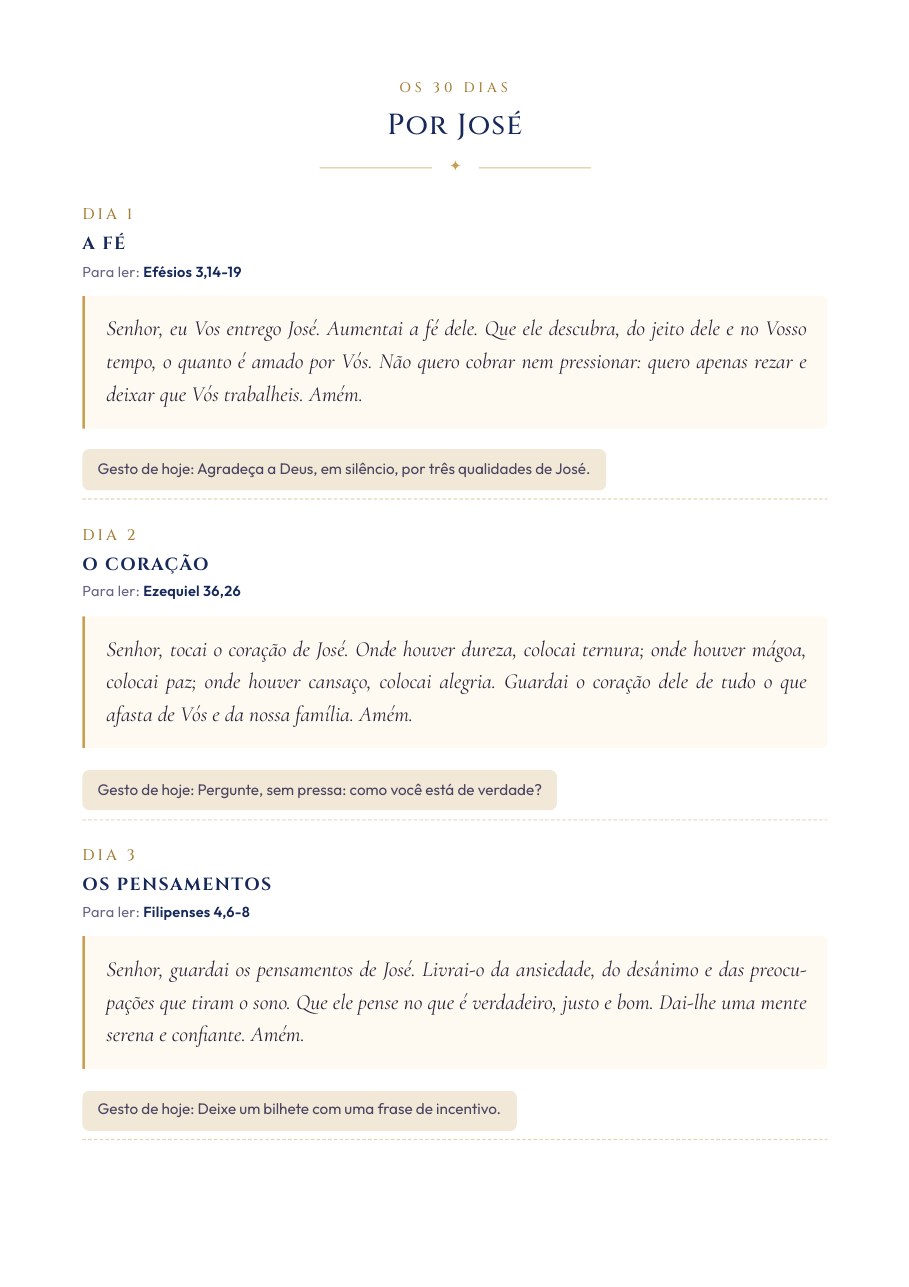 OS 30 DIAS
POR JOSÉ
DIA 1
A FÉ
Para ler: Efésios 3,14-19
Senhor, eu Vos entrego José. Aumentai a fé dele. Que ele descubra, do jeito dele e no Vosso
tempo, o quanto é amado por Vós. Não quero cobrar nem pressionar: quero apenas rezar e
deixar que Vós trabalheis. Amém.
Gesto de hoje: Agradeça a Deus, em silêncio, por três qualidades de José.
DIA 2
O CORAÇÃO
Para ler: Ezequiel 36,26
Senhor, tocai o coração de José. Onde houver dureza, colocai ternura; onde houver mágoa,
colocai paz; onde houver cansaço, colocai alegria. Guardai o coração dele de tudo o que
afasta de Vós e da nossa família. Amém.
Gesto de hoje: Pergunte, sem pressa: como você está de verdade?
DIA 3
OS PENSAMENTOS
Para ler: Filipenses 4,6-8
Senhor, guardai os pensamentos de José. Livrai-o da ansiedade, do desânimo e das preocu-
pações que tiram o sono. Que ele pense no que é verdadeiro, justo e bom. Dai-lhe uma mente
serena e confiante. Amém.
Gesto de hoje: Deixe um bilhete com uma frase de incentivo.